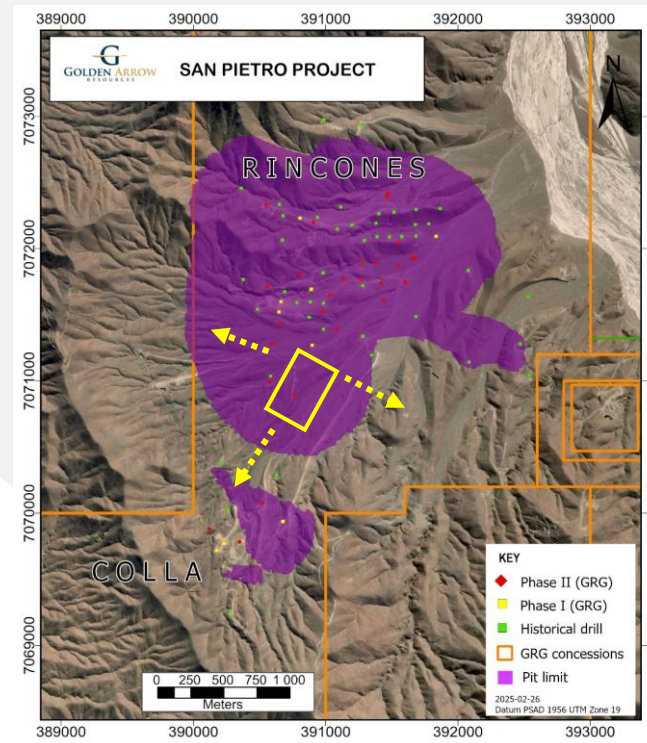 389000 390000 391000 392000 393000
GOLDEN ARROW
RESOURCES
SAN PIETRO PROJECT
N
7073000
RINCONES
7072000
7071000
7070000
COLLA
7069000
KEY
Phase II (GRG)
Phase I (GRG)
Historical drill
GRG concessions
Pit limit
2025-02-26
Datum PSAD 1956 UTM Zone 19
0 250 500 750 1 000
Meters
389000 390000 391000 392000 393000